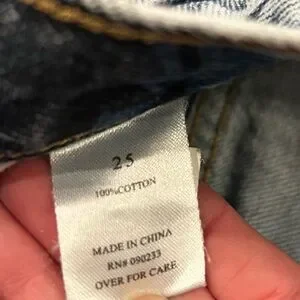 25
100%COTTON
MADE IN CHINA
RN# 090233
OVER FOR CARE